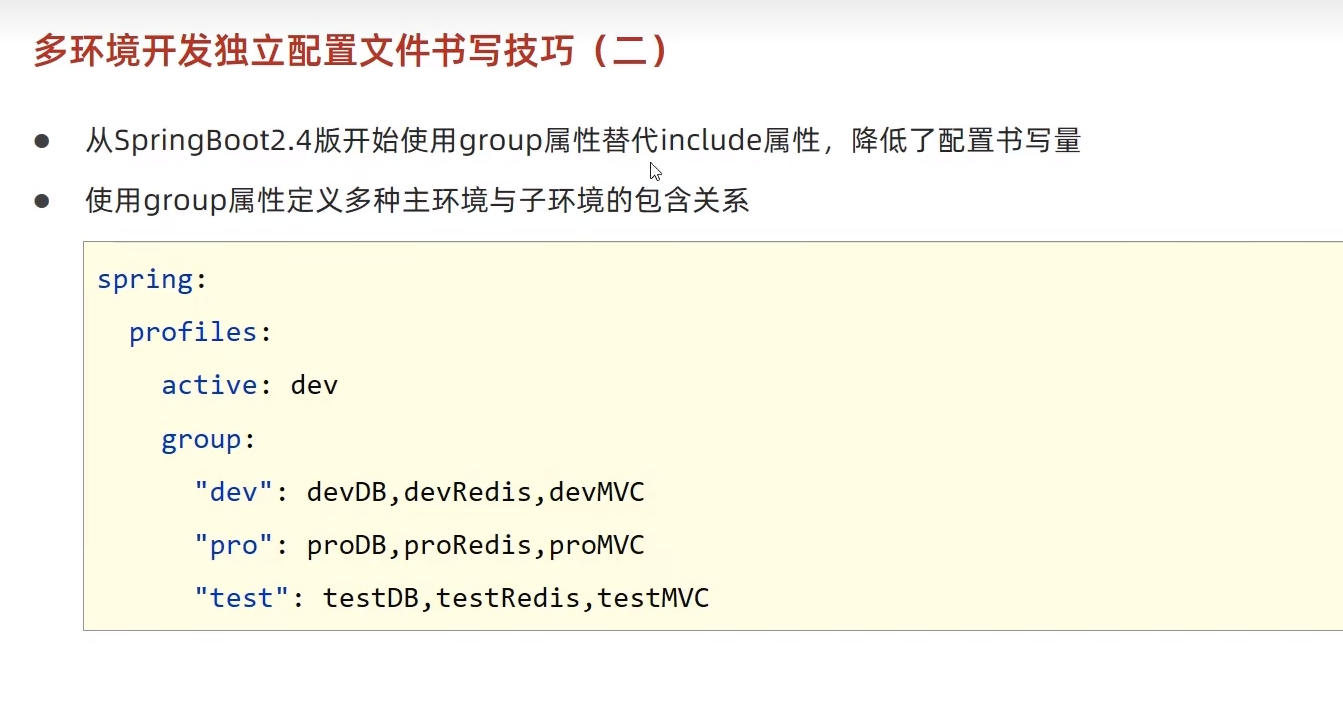 多环境开发独立配置文件书写技巧（二）
● 从SpringBoot2.4版开始使用group属性替代include属性，降低了配置书写量
● 使用group属性定义多种主环境与子环境的包含关系
spring:
  profiles:
    active: dev
    group:
      "dev": devDB,devRedis,devMVC
      "pro": proDB,proRedis,proMVC
      "test": testDB,testRedis,testMVC